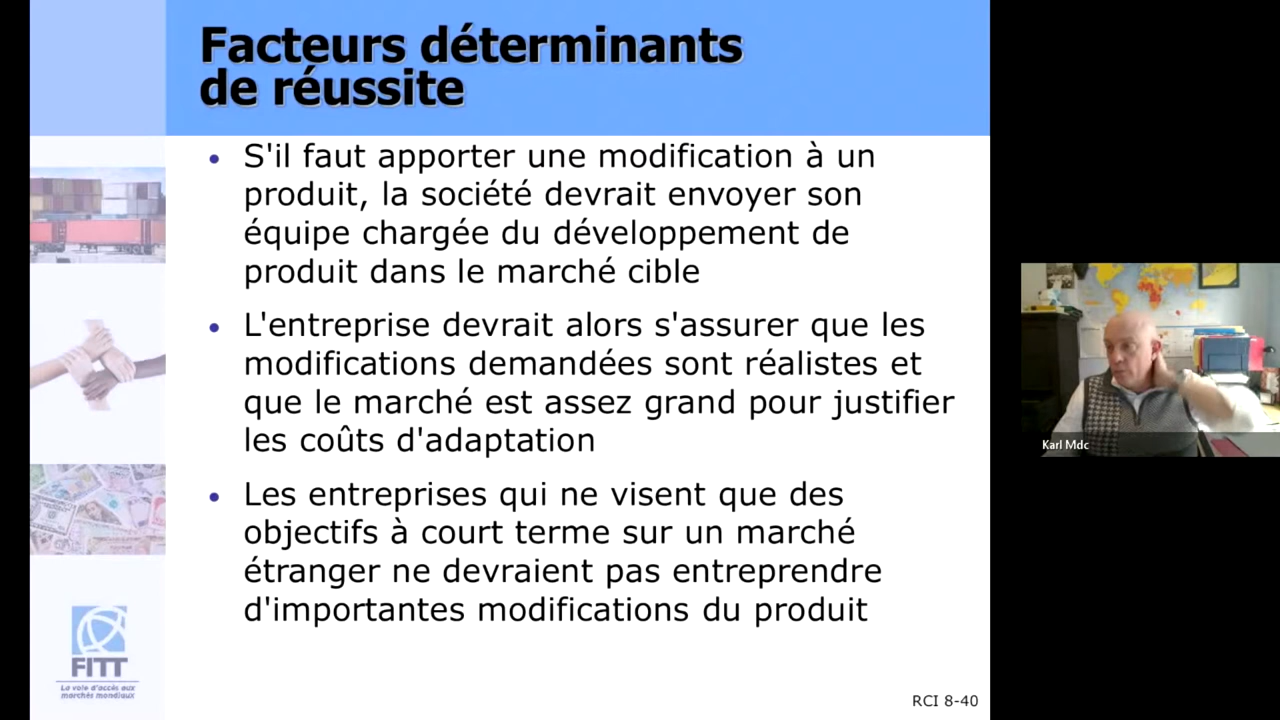 Facteurs déterminants
de réussite
• S'il faut apporter une modification à un
produit, la société devrait envoyer son
équipe chargée du développement de
produit dans le marché cible
• L'entreprise devrait alors s'assurer que les
modifications demandées sont réalistes et
que le marché est assez grand pour justifier
les coûts d'adaptation
• Les entreprises qui ne visent que des
objectifs à court terme sur un marché
étranger ne devraient pas entreprendre
d'importantes modifications du produit
FITT
La voie d'accès aux
marchés mondiaux
RCI 8-40
Karl Mdc